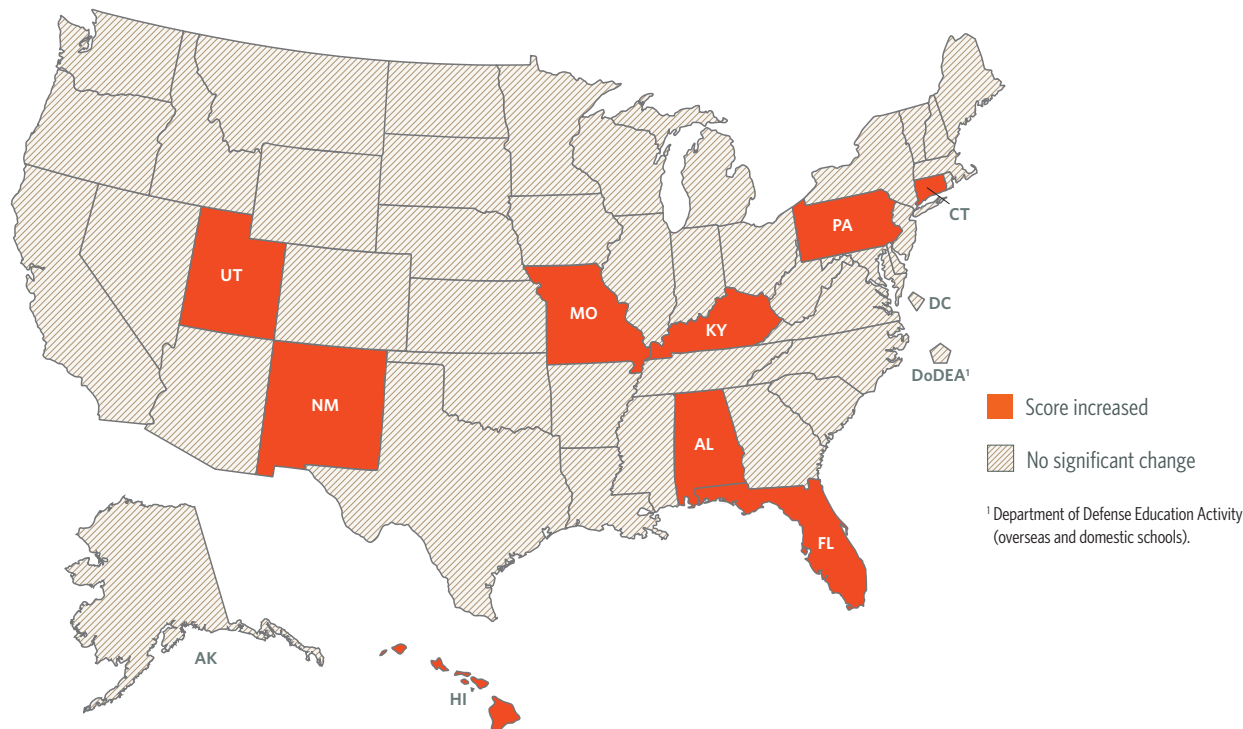 PA
CT
UT
DC
MO
KY
DoDEA¹
NM
Score increased
AL
No significant change
¹ Department of Defense Education Activity
(overseas and domestic schools).
FL
AK
HI